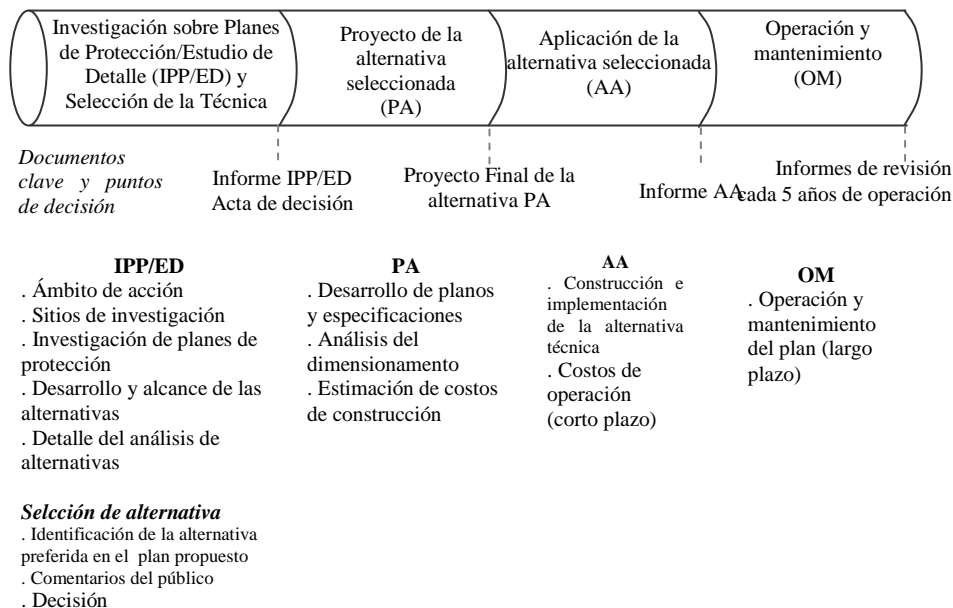 Investigación sobre Planes
de Protección/Estudio de
Detalle (IPP/ED) y
Selección de la Técnica
Proyecto de la
alternativa
seleccionada
(PA)
Aplicación de la
alternativa seleccionada
(AA)
Operación y
mantenimiento
(OM)
Documentos
clave y puntos
de decisión
Informe IPP/ED
Acta de decisión
Proyecto Final de la
alternativa PA
Informe AA
Informes de revisión
cada 5 años de operación
IPP/ED
. Ámbito de acción
. Sitios de investigación
. Investigación de planes de
protección
. Desarrollo y alcance de las
alternativas
. Detalle del análisis de
alternativas
Selcción de alternativa
. Identificación de la alternativa
preferida en el plan propuesto
. Comentarios del público
. Decisión
PA
. Desarrollo de planos
y especificaciones
. Análisis del
dimensionamento
. Estimación de costos
de construcción
AA
. Construcción e
implementación
de la alternativa
técnica
. Costos de
operación
(corto plazo)
OM
. Operación y
mantenimiento
del plan (largo
plazo)